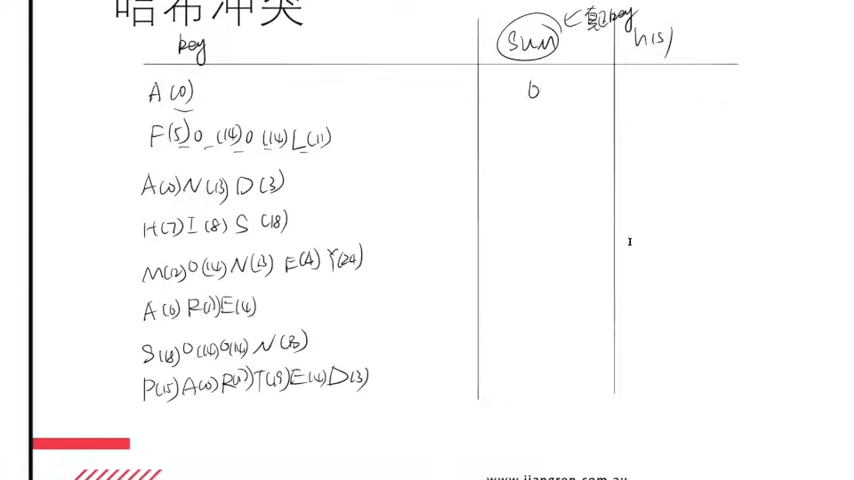 哈希冲突
key
sum
key
h(s)
A(0)
0
F(5)O(14)O(14)L(11)
A(0)N(13)D(3)
H(7)I(8)S(18)
M(12)O(14)N(13)E(4)Y(24)
A(0)R(17)E(4)
S(18)O(14)O(14)N(13)
P(15)A(0)R(17)T(19)E(4)D(3)
www.jiangren.com.au